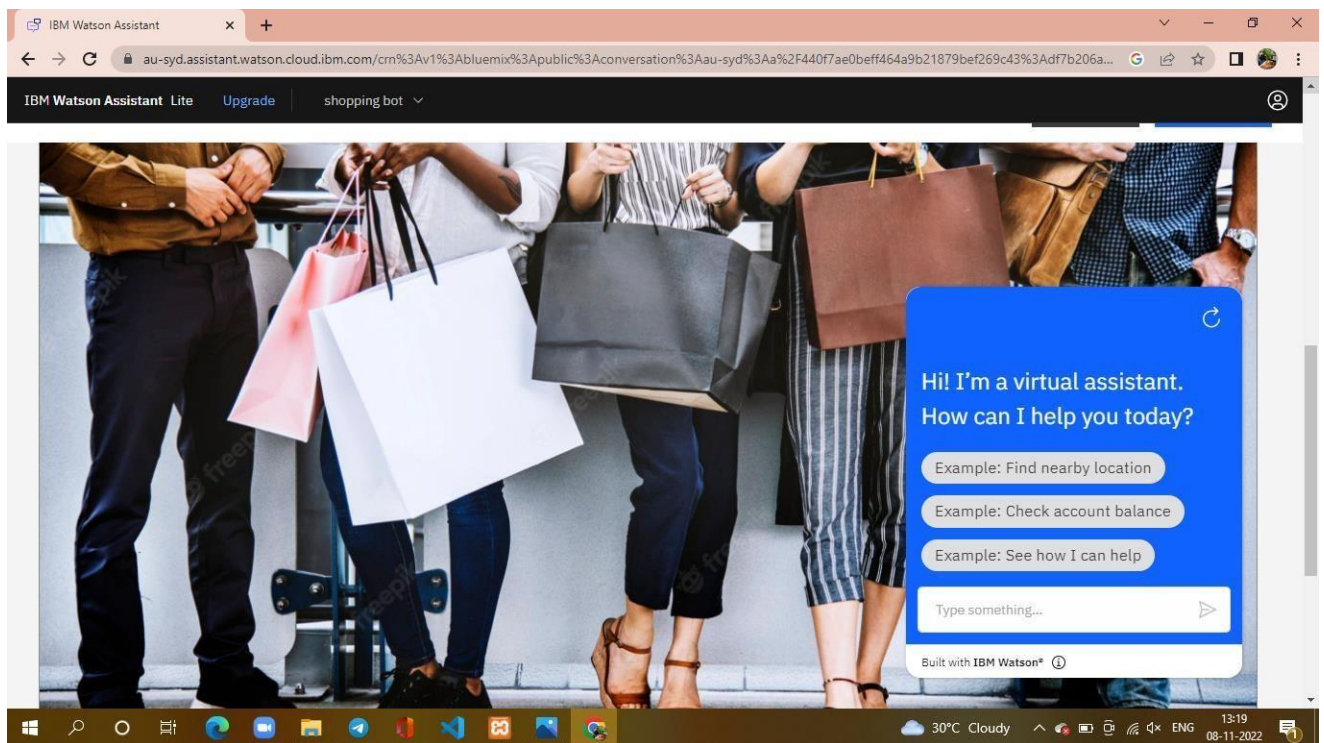 IBM Watson Assistant
au-syd.assistant.watson.cloud.ibm.com/crn%3Av1%3Abluemix%3Apublic%3Aconversation%3Aau-syd%3Aa%2F440f7ae0beff464a9b21879bef269c43%3Adf7b206a...
IBM Watson Assistant Lite Upgrade shopping bot
Hi! I'm a virtual assistant.
How can I help you today?
Example: Find nearby location
Example: Check account balance
Example: See how I can help
Type something...
Built with IBM Watson®
freepik
freepik
30°C Cloudy ENG 13:19
08-11-2022
1